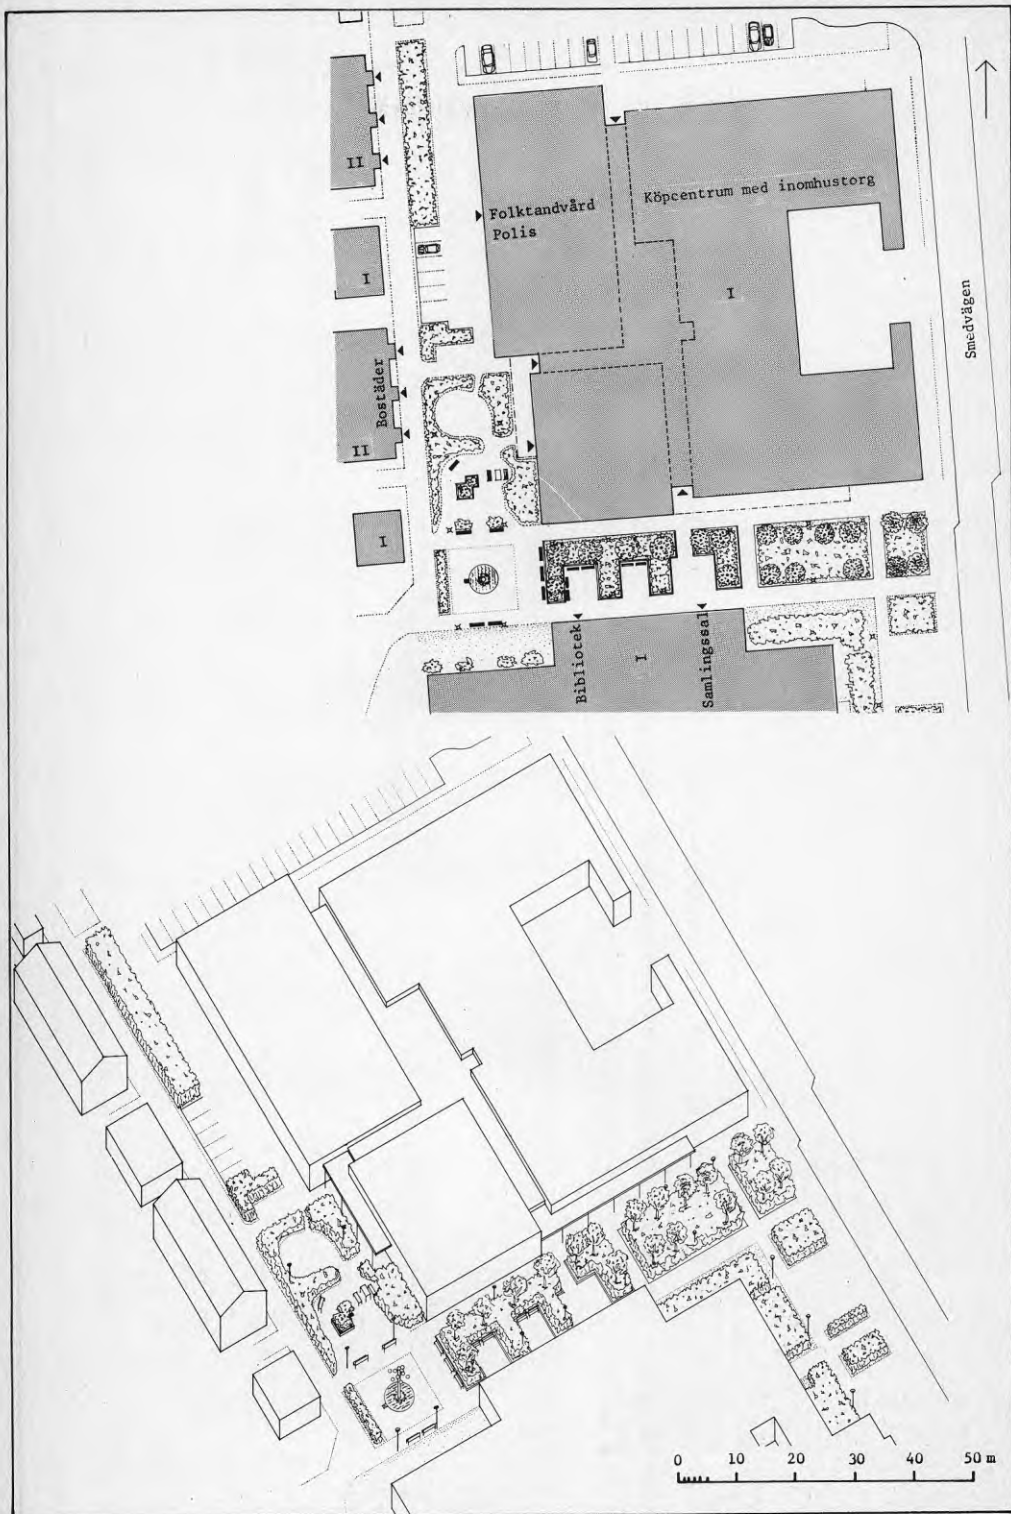 II
Folktandvård
Polis
Köpcentrum med inomhustorg
I
I
Smedvägen
Bostäder
II
I
Bibliotek
I
Samlingssal
0 10 20 30 40 50 m